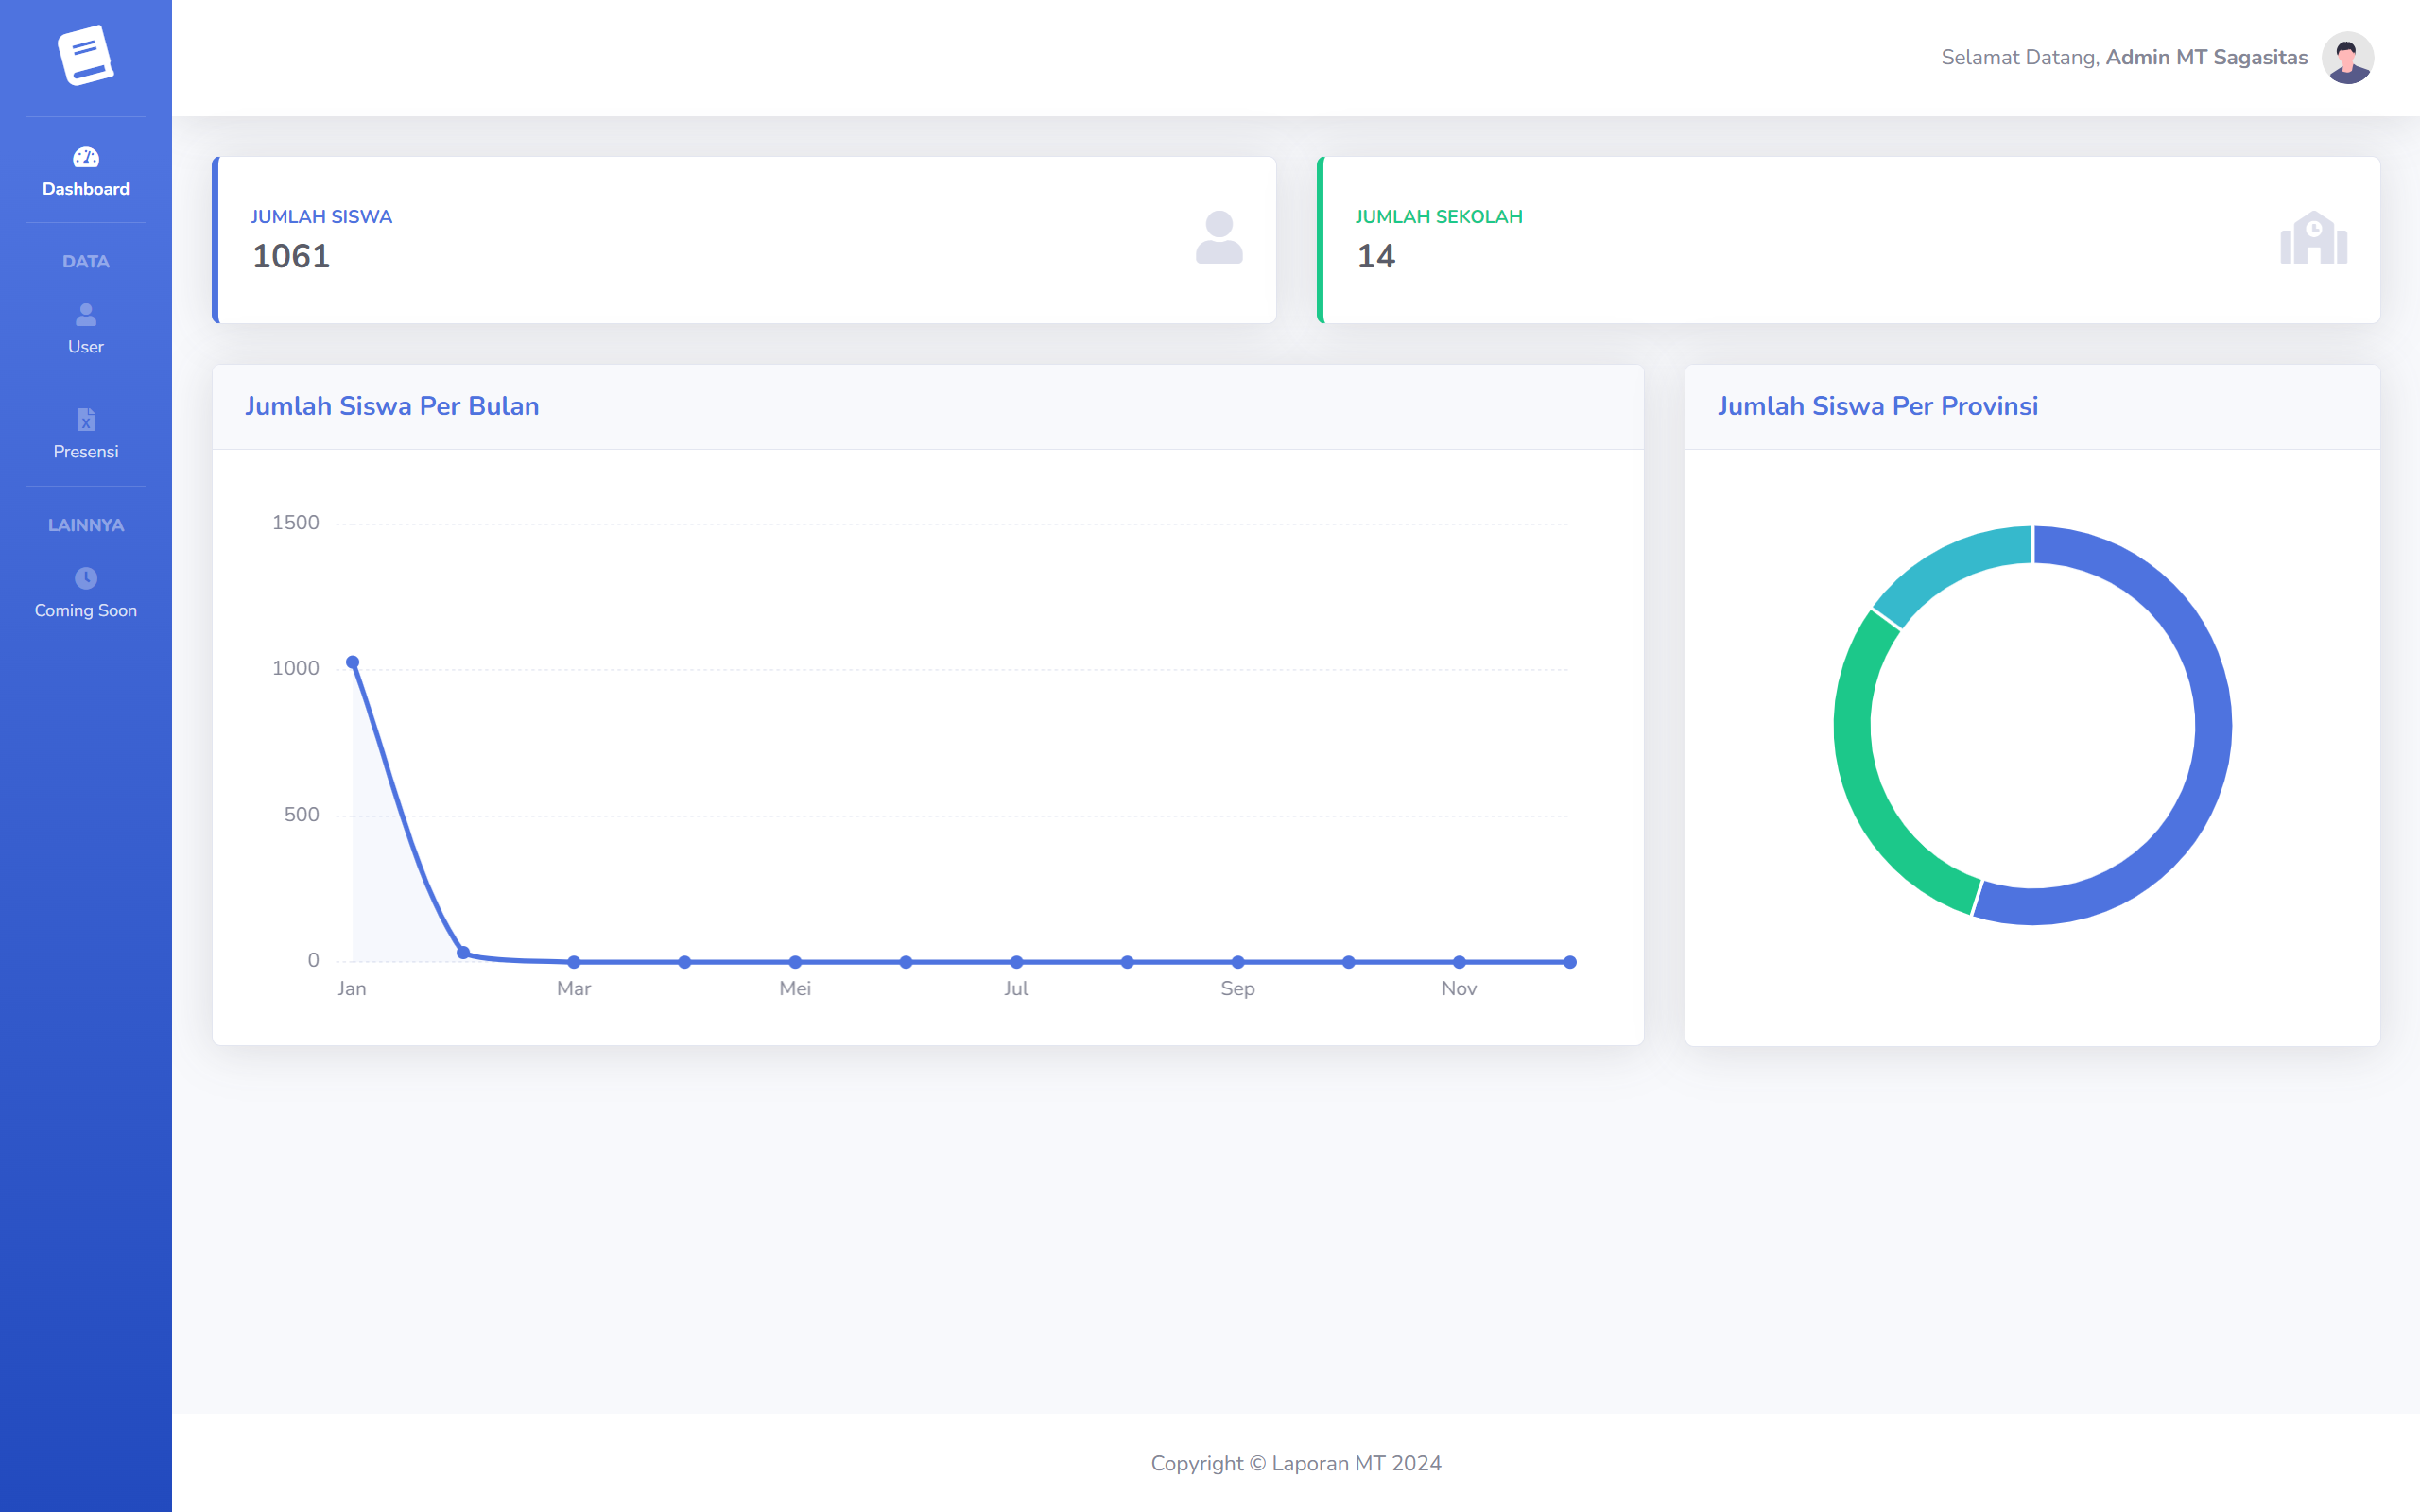 Selamat Datang, Admin MT Sagasitas
Dashboard
DATA
User
Presensi
LAINNYA
Coming Soon
JUMLAH SISWA
1061
JUMLAH SEKOLAH
14
Jumlah Siswa Per Bulan
1500
1000
500
0
Jan Mar Mei Jul Sep Nov
Jumlah Siswa Per Provinsi
Copyright © Laporan MT 2024